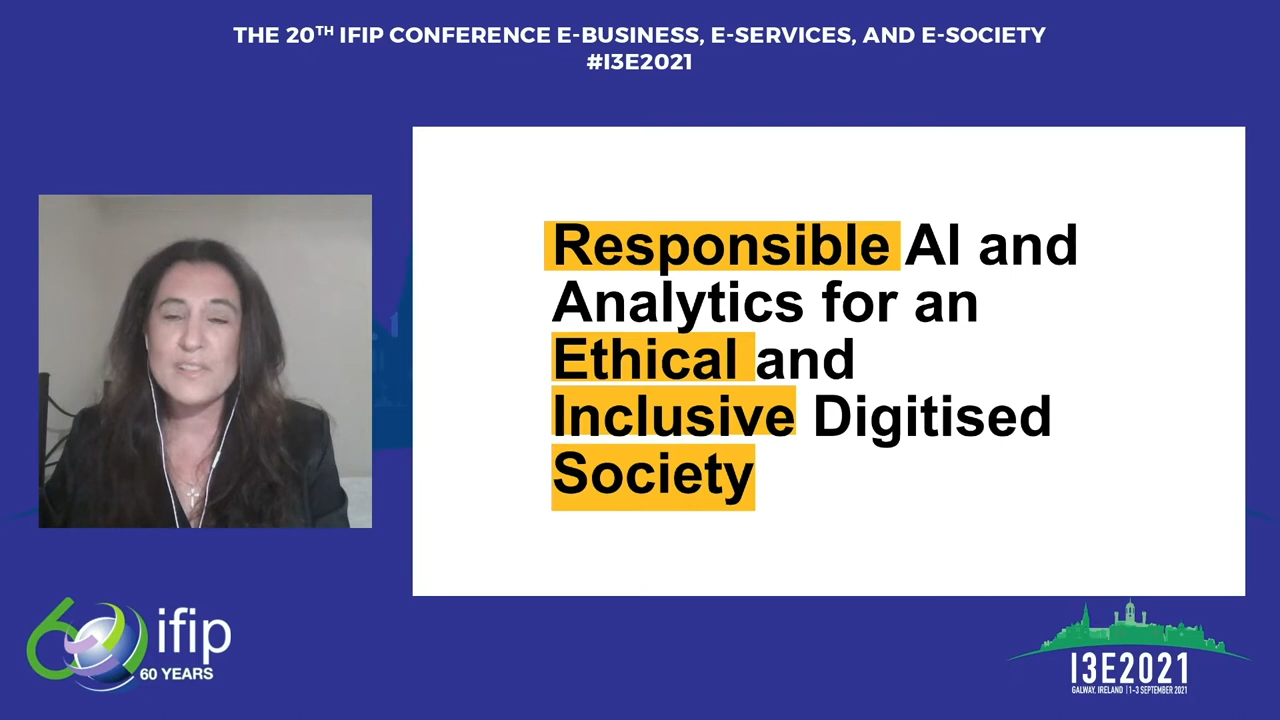 THE 20TH IFIP CONFERENCE E-BUSINESS, E-SERVICES, AND E-SOCIETY
#I3E2021
Responsible AI and
Analytics for an
Ethical and
Inclusive Digitised
Society
60 ifip
60 YEARS
I3E2021
GALWAY, IRELAND | 1-3 SEPTEMBER 2021